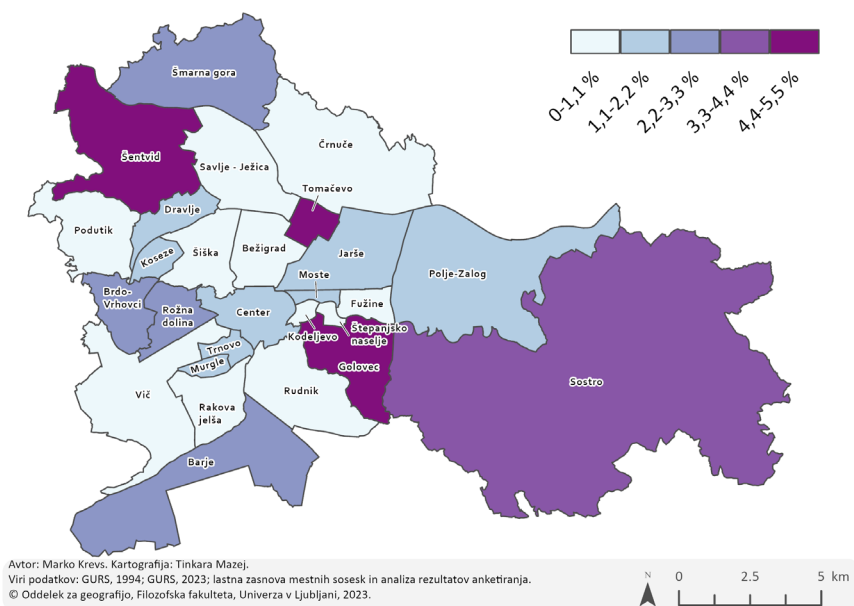 0-1,1 %
1,1-2,2 %
2,2-3,3 %
3,3-4,4 %
4,4-5,5 %
Šmarna gora
Šentvid
Savlje - Ježica
Črnuče
Tomačevo
Dravlje
Podutik
Koseze
Šiška
Bežigrad
Jarše
Moste
Polje-Zalog
Brdo-
Vrhovci
Rožna
dolina
Center
Fužine
Kodeljevo
Štepanjsko
naselje
Trnovo
Murgle
Golovec
Vič
Rakova
jelša
Rudnik
Sostro
Barje
Avtor: Marko Krevs. Kartografija: Tinkara Mazej.
Viri podatkov: GURS, 1994; GURS, 2023; lastna zasnova mestnih sosesk in analiza rezultatov anketiranja.
© Oddelek za geografijo, Filozofska fakulteta, Univerza v Ljubljani, 2023.
N
0 2.5 5 km